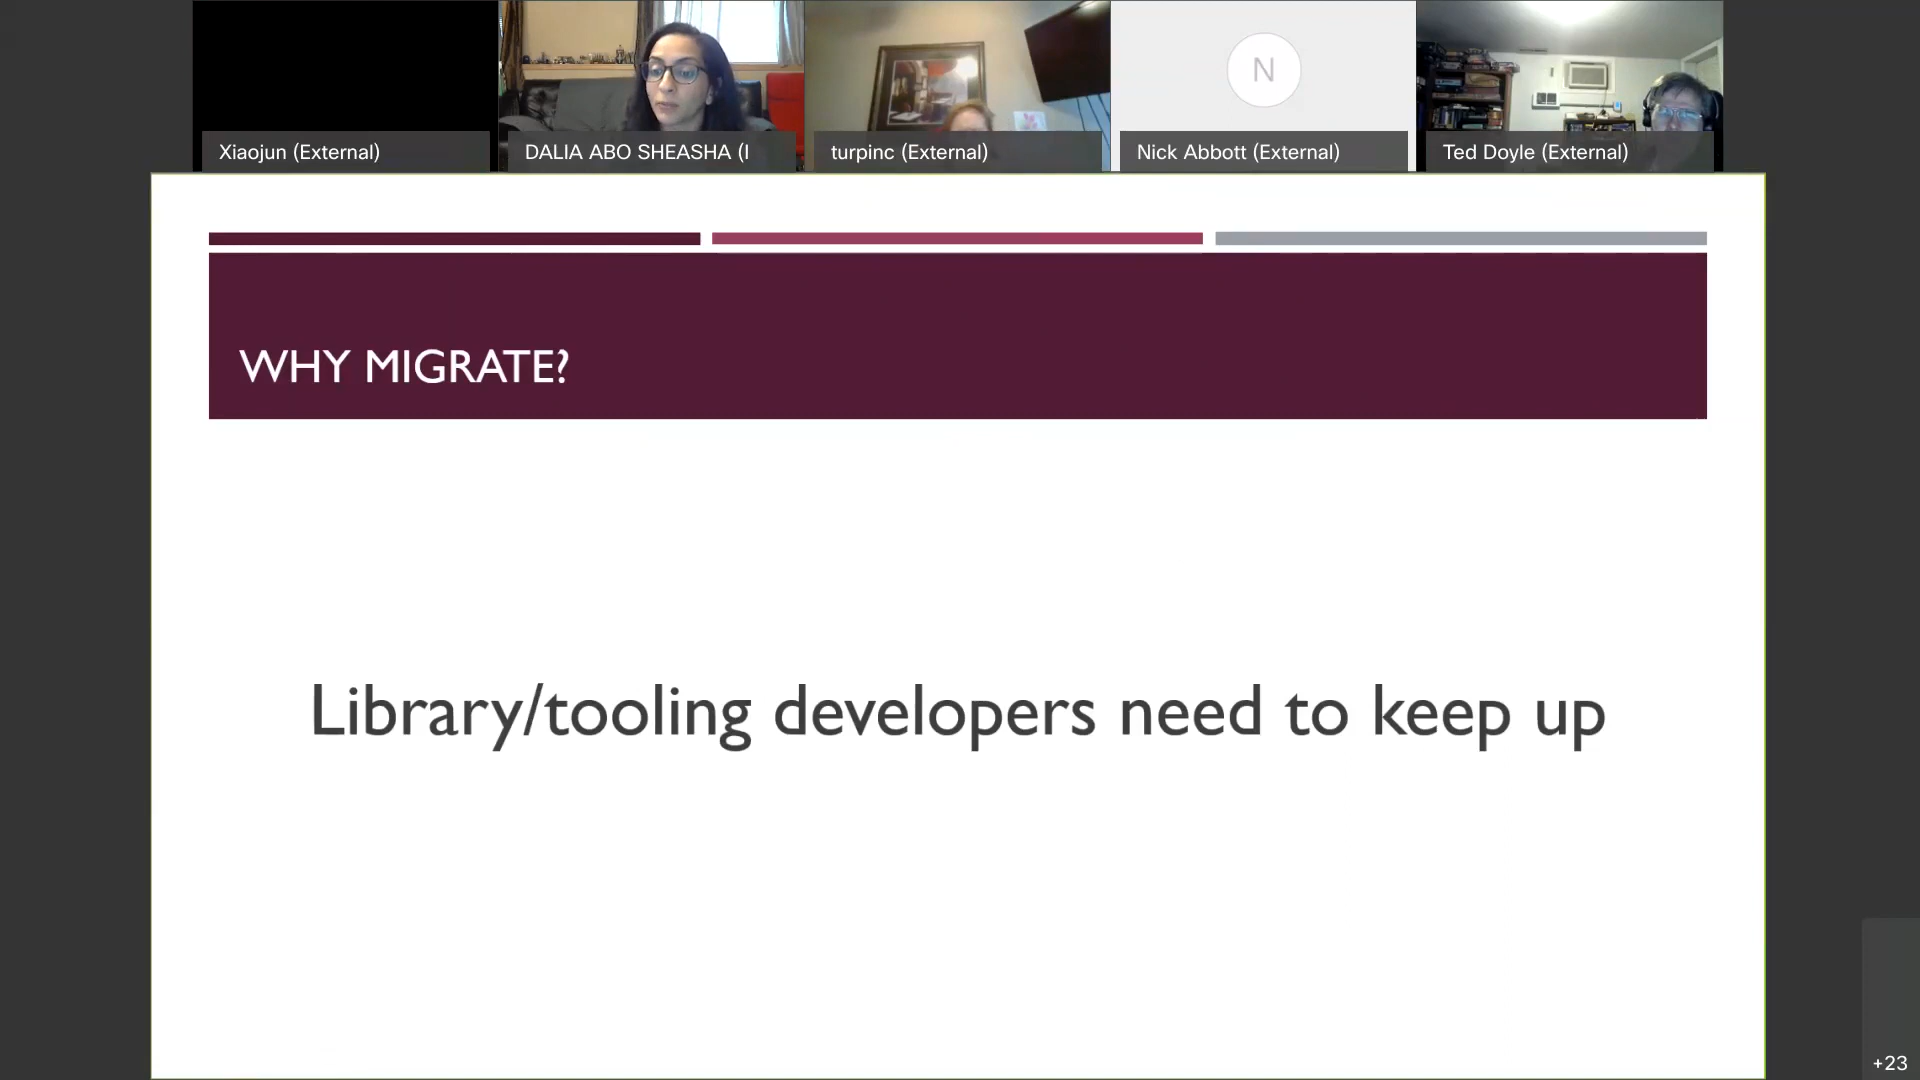 Xiaojun (External)
DALIA ABO SHEASHA (I
turpinc (External)
N
Nick Abbott (External)
Ted Doyle (External)
WHY MIGRATE?
Library/tooling developers need to keep up
+23